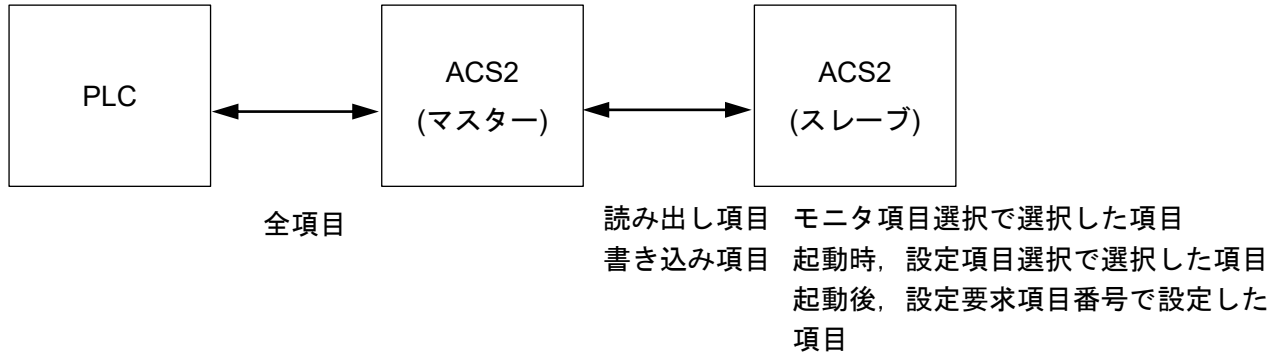 PLC
ACS2
(マスター)
ACS2
(スレーブ)
全項目
読み出し項目 モニタ項目選択で選択した項目
書き込み項目 起動時, 設定項目選択で選択した項目
起動後, 設定要求項目番号で設定した
項目